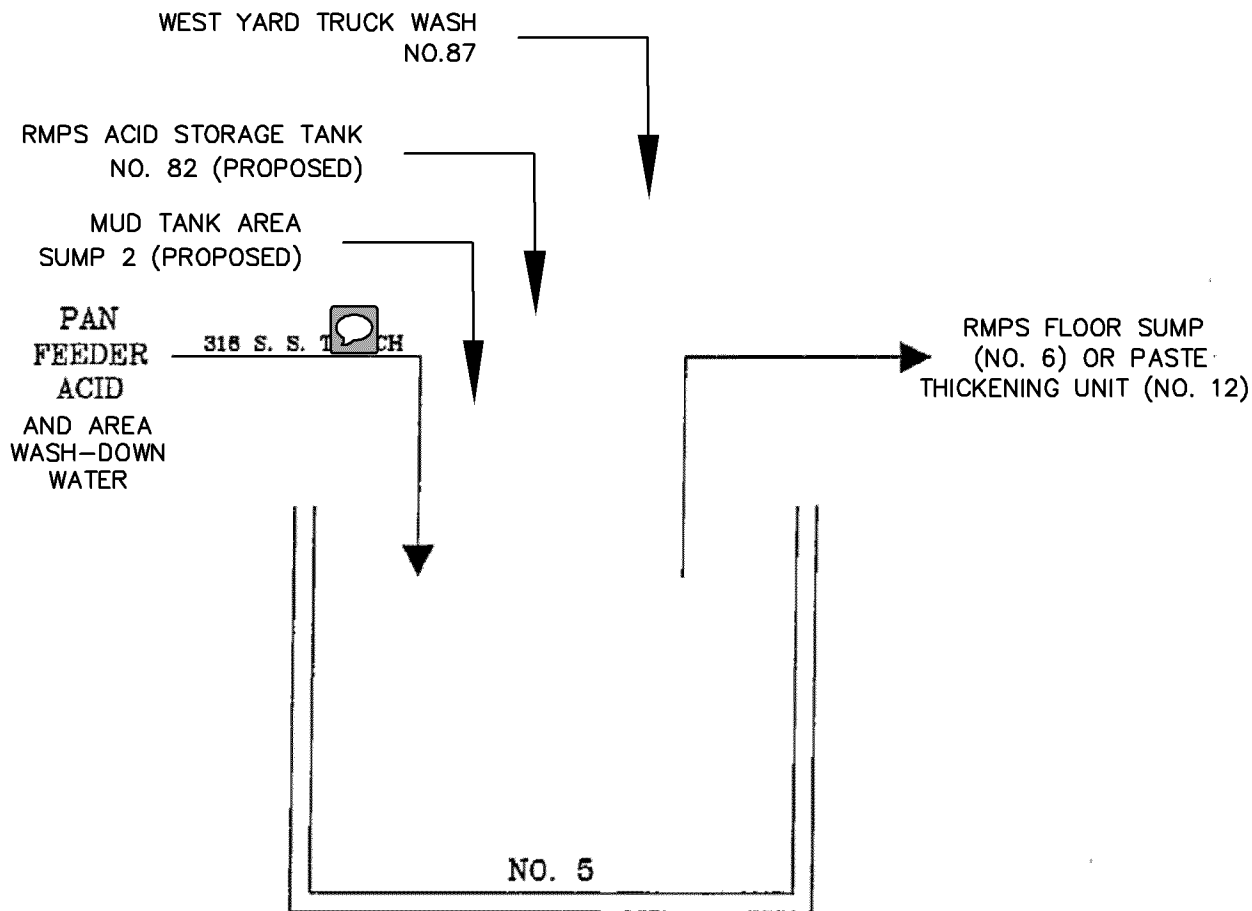 WEST YARD TRUCK WASH
NO.87
RMPS ACID STORAGE TANK
NO. 82 (PROPOSED)
MUD TANK AREA
SUMP 2 (PROPOSED)
PAN
FEEDER
ACID
AND AREA
WASH-DOWN
WATER
316 S. S.
RMPS FLOOR SUMP
(NO. 6) OR PASTE
THICKENING UNIT (NO. 12)
NO. 5